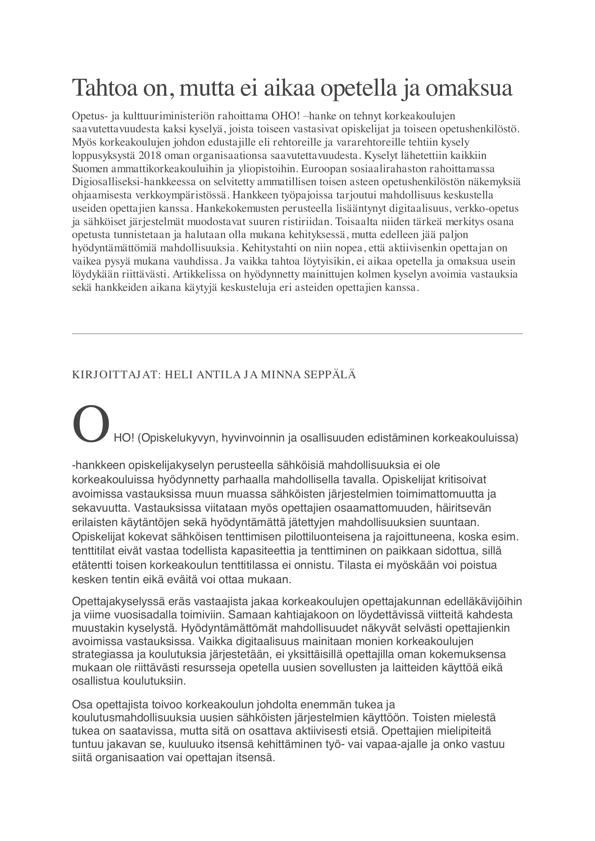 Tahtoa on, mutta ei aikaa opetella ja omaksua
Opetus- ja kulttuuriministeriön rahoittama OHO! –hanke on tehnyt korkeakoulujen
saavutettavuudesta kaksi kyselyä, joista toiseen vastasivat opiskelijat ja toiseen opetushenkilöstö.
Myös korkeakoulujen johdon edustajille eli rehtoreille ja vararehtoreille tehtiin kysely
loppusyksystä 2018 oman organisaationsa saavutettavuudesta. Kyselyt lähetettiin kaikkiin
Suomen ammattikorkeakouluihin ja yliopistoihin. Euroopan sosiaalirahaston rahoittamassa
Digiosalliseksi-hankkeessa on selvitetty ammatillisen toisen asteen opetushenkilöstön näkemyksiä
ohjaamisesta verkkoympäristössä. Hankkeen työpajoissa tarjoutui mahdollisuus keskustella
useiden opettajien kanssa. Hankekokemusten perusteella lisääntynyt digitaalisuus, verkko-opetus
ja sähköiset järjestelmät muodostavat suuren ristiriidan. Toisaalta niiden tärkeä merkitys osana
opetusta tunnistetaan ja halutaan olla mukana kehityksessä, mutta edelleen jää paljon
hyödyntämättömiä mahdollisuuksia. Kehitystahti on niin nopea, että aktiivisenkin opettajan on
vaikea pysyä mukana vauhdissa. Ja vaikka tahtoa löytyisikin, ei aikaa opetella ja omaksua usein
löydykään riittävästi. Artikkelissa on hyödynnetty mainittujen kolmen kyselyn avoimia vastauksia
sekä hankkeiden aikana käytyjä keskusteluja eri asteiden opettajien kanssa.
KIRJOITTAJAT: HELI ANTILA JA MINNA SEPPÄLÄ
OHO! (Opiskelukyvyn, hyvinvoinnin ja osallisuuden edistäminen korkeakouluissa)
-hankkeen opiskelijakyselyn perusteella sähköisiä mahdollisuuksia ei ole
korkeakouluissa hyödynnetty parhaalla mahdollisella tavalla. Opiskelijat kritisoivat
avoimissa vastauksissa muun muassa sähköisten järjestelmien toimimattomuutta ja
sekavuutta. Vastauksissa viitataan myös opettajien osaamattomuuden, häiritsevän
erilaisten käytäntöjen sekä hyödyntämättä jätettyjen mahdollisuuksien suuntaan.
Opiskelijat kokevat sähköisen tenttimisen pilottiluonteisena ja rajoittuneena, koska esim.
tenttitilat eivät vastaa todellista kapasiteettia ja tenttiminen on paikkaan sidottua, sillä
etätentti toisen korkeakoulun tenttitilassa ei onnistu. Tilasta ei myöskään voi poistua
kesken tentin eikä eväitä voi ottaa mukaan.
Opettajakyselyssä eräs vastaajista jakaa korkeakoulujen opettajakunnan edelläkävijöihin
ja viime vuosisadalla toimiviin. Samaan kahtiajakoon on löydettävissä viitteitä kahdesta
muustakin kyselystä. Hyödyntämättömät mahdollisuudet näkyvät selvästi opettajienkin
avoimissa vastauksissa. Vaikka digitaalisuus mainitaan monien korkeakoulujen
strategiassa ja koulutuksia järjestetään, ei yksittäisillä opettajilla oman kokemuksensa
mukaan ole riittävästi resursseja opetella uusien sovellusten ja laitteiden käyttöä eikä
osallistua koulutuksiin.
Osa opettajista toivoo korkeakoulun johdolta enemmän tukea ja
koulutusmahdollisuuksia uusien sähköisten järjestelmien käyttöön. Toisten mielestä
tukea on saatavissa, mutta sitä on osattava aktiivisesti etsiä. Opettajien mielipiteitä
tuntuu jakavan se, kuuluuko itsensä kehittäminen työ- vai vapaa-ajalle ja onko vastuu
siitä organisaation vai opettajan itsensä.